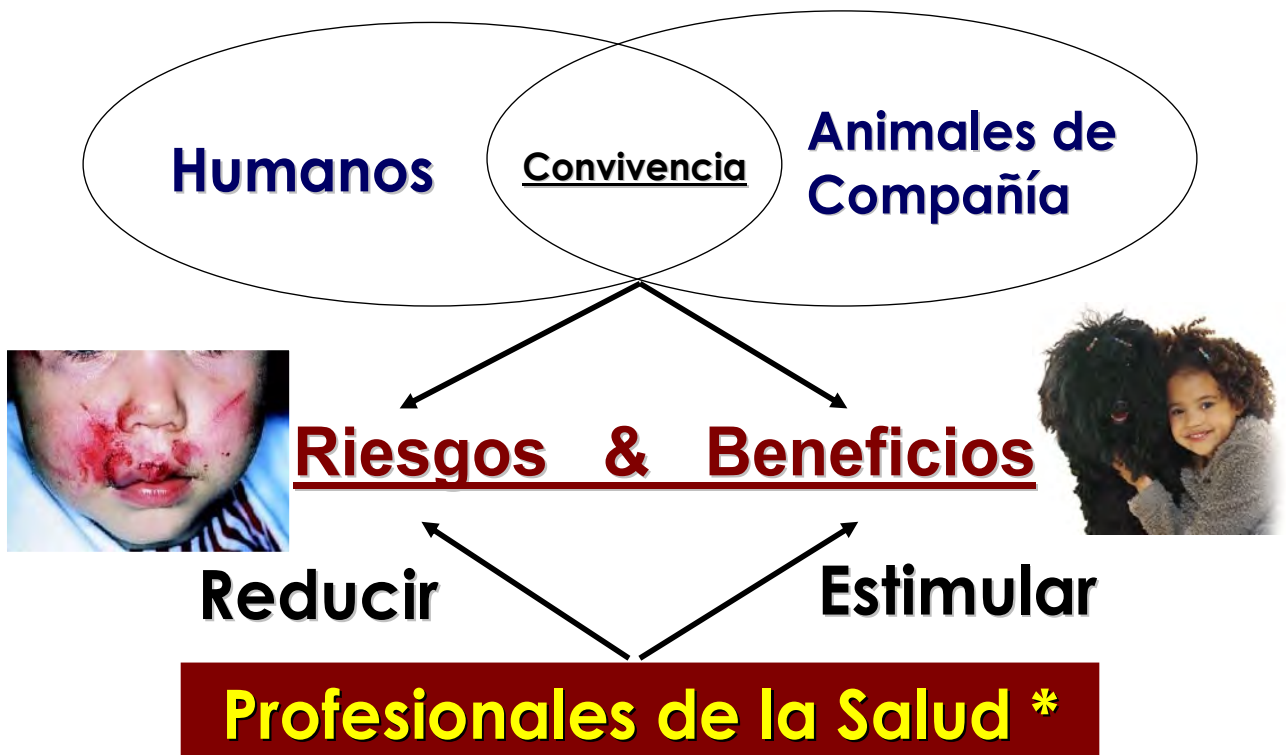 Humanos
Convivencia
Animales de
Compañía
Riesgos & Beneficios
Reducir
Estimular
Profesionales de la Salud *